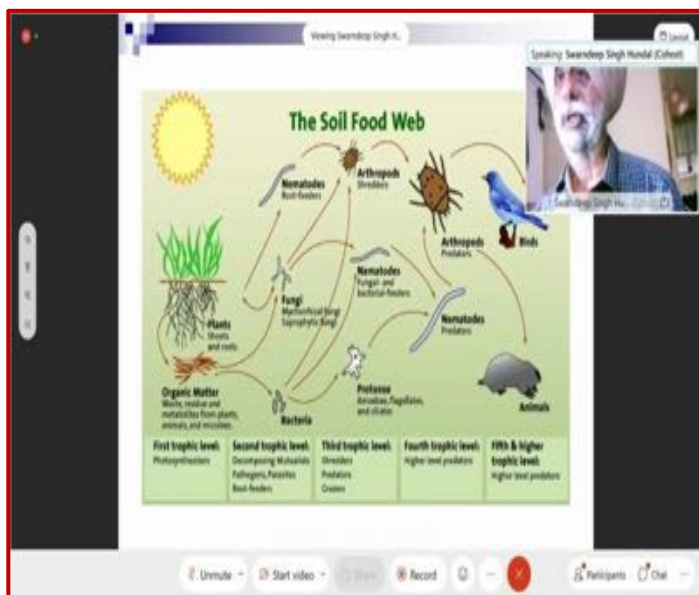 Viewing Swarndeep Singh H...
Layout
Speaking: Swarndeep Singh Hundal (Cohost)
Swarndeep Singh Hu...
The Soil Food Web
Nematodes
Root-feeders
Arthropods
Shredders
Arthropods
Predators
Birds
Plants
Shoots
and roots
Fungi
Mycorrhizal fungi
Saprophytic fungi
Nematodes
Fungal- and
bacterial-feeders
Nematodes
Predators
Organic Matter
Waste, residue and
metabolites from plants,
animals, and microbes.
Bacteria
Protozoa
Amoebae, flagellates,
and ciliates
Animals
First trophic level:
Photosynthesizers
Second trophic level:
Decomposing Mutualists
Pathogens, Parasites
Root-feeders
Third trophic level:
Shredders
Predators
Grazers
Fourth trophic level:
Higher level predators
Fifth & higher
trophic level:
Higher level predators
Unmute
Start video
Share
Record
Participants
Chat